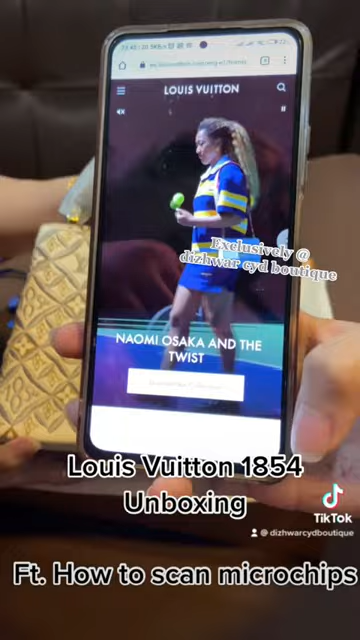 LOUIS VUITTON
Exclusively @
dizhwar cyd boutique
NAOMI OSAKA AND THE
TWIST
Louis Vuitton 1854
Unboxing
TikTok
@ dizhwarcydboutique
Ft. How to scan microchips